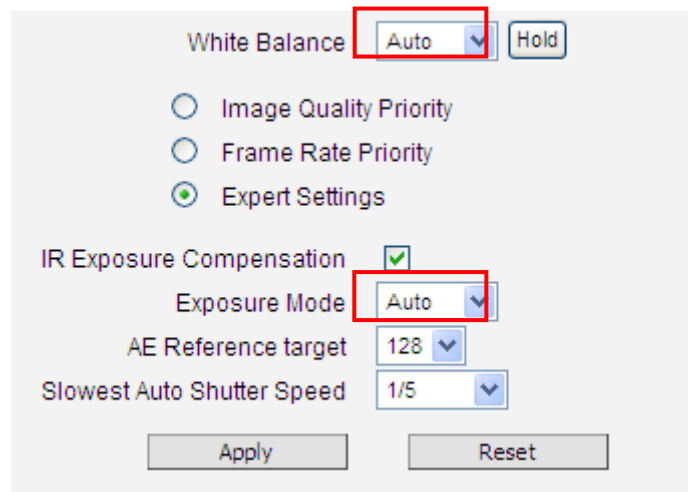 White Balance Auto Hold
Image Quality Priority
Frame Rate Priority
Expert Settings
IR Exposure Compensation
Exposure Mode Auto
AE Reference target 128
Slowest Auto Shutter Speed 1/5
Apply Reset